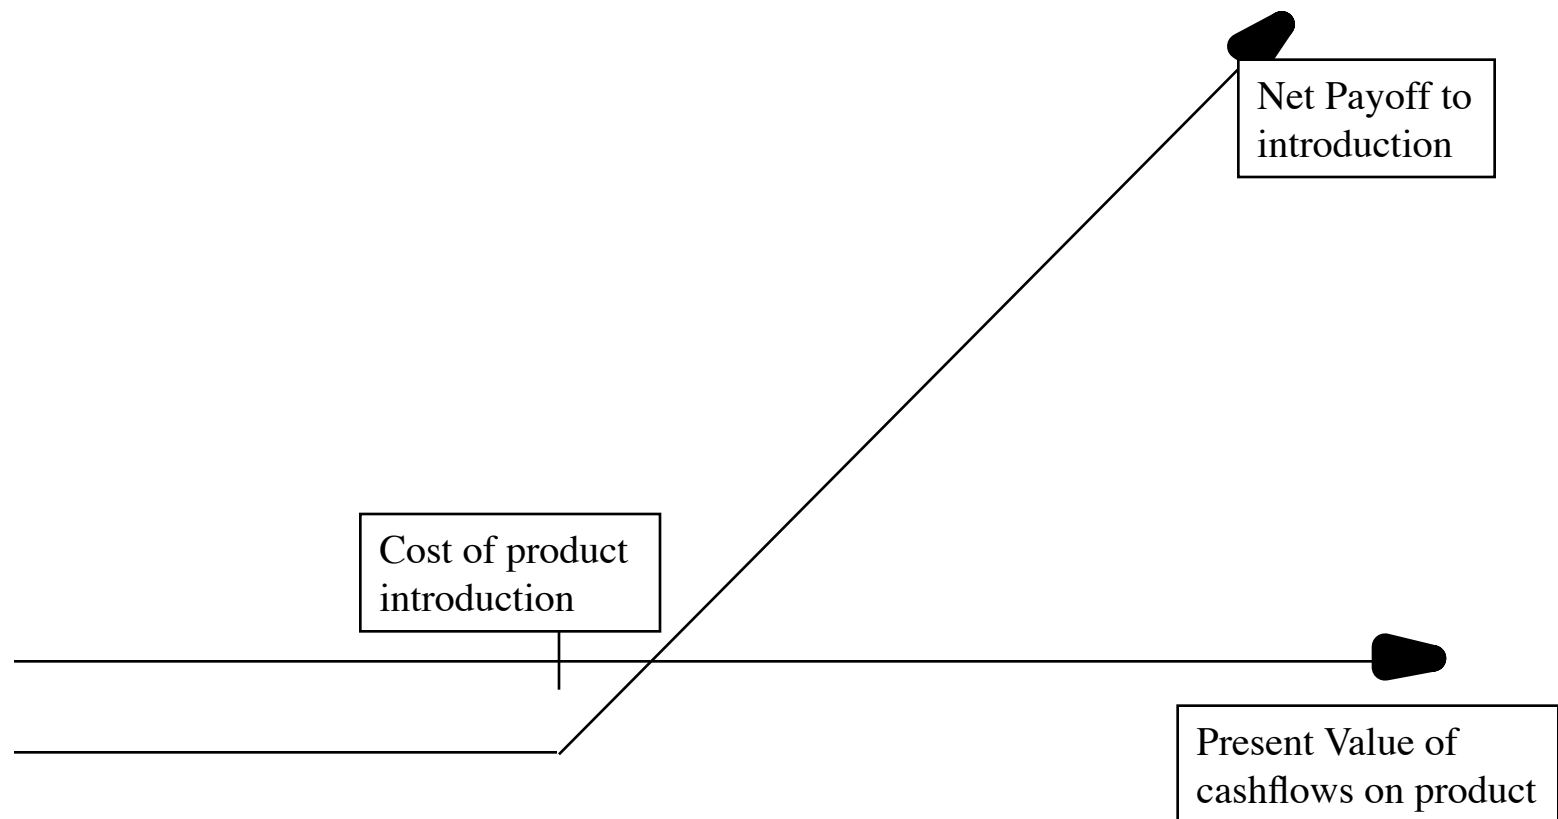 Net Payoff to
introduction
Cost of product
introduction
Present Value of
cashflows on product